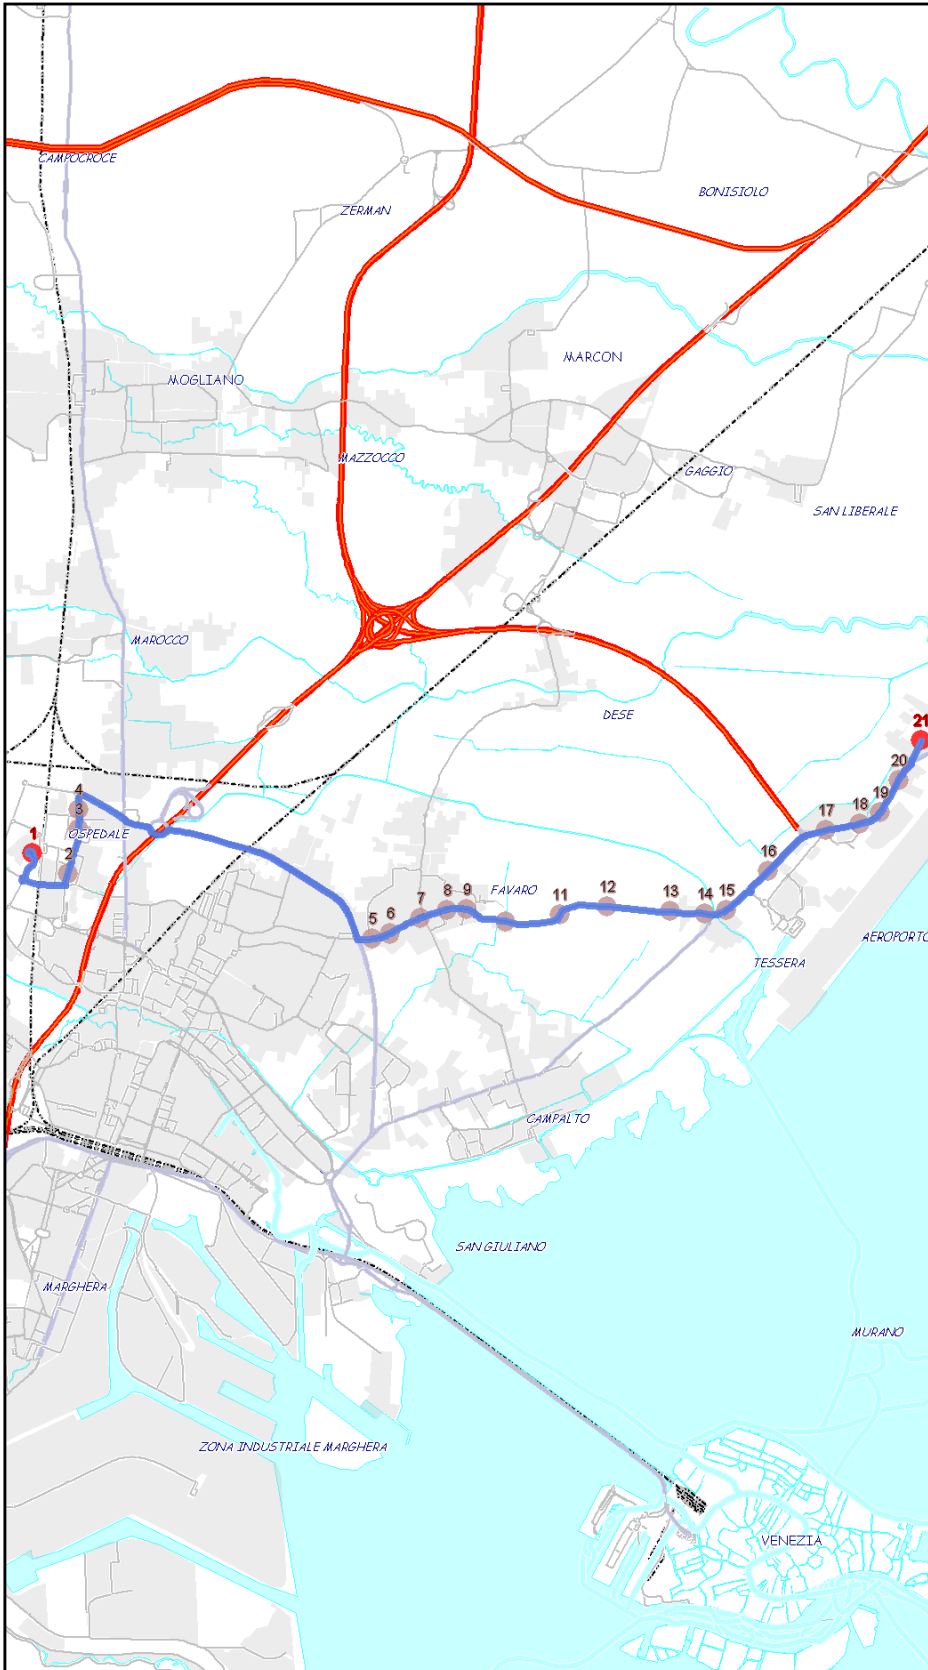 CAMPOCROCE
ZERMAN
BONISIOLO
MARCON
MOGLIANO
MAZZOCCO
GAGGIO
SAN LIBERALE
MAROCCO
DESE
21
20
4
3
19
18
17
1
OSPEDALE
2
16
FAVARO
5
6
7
8
9
11
12
13
14
15
AEROPORTO
TESSERA
CAMPALTO
SAN GIULIANO
MARGHERA
MURANO
ZONA INDUSTRIALE MARGHERA
VENEZIA